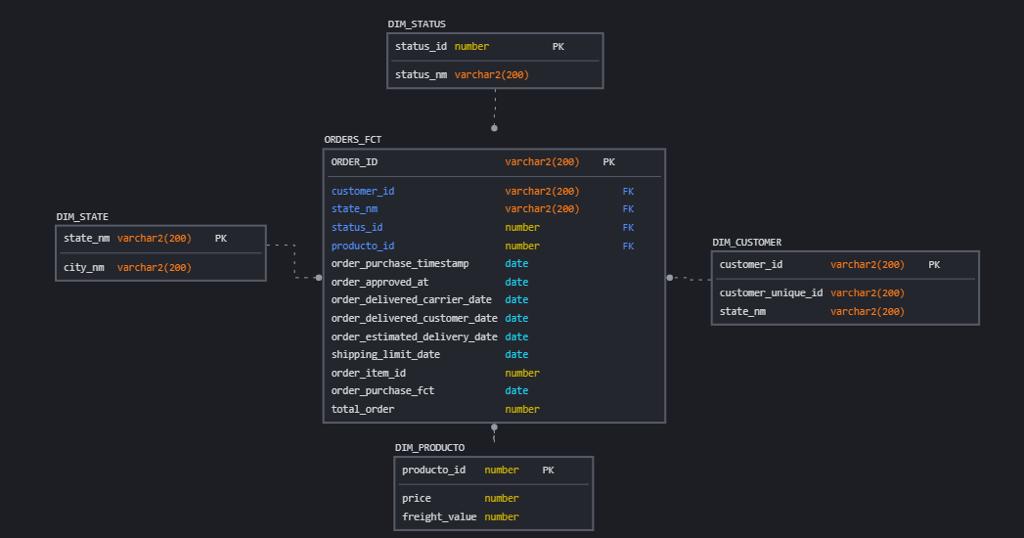 DIM_STATUS
status_id number PK
status_nm varchar2(200)
ORDERS_FCT
ORDER_ID varchar2(200) PK
customer_id varchar2(200) FK
state_nm varchar2(200) FK
status_id number FK
producto_id number FK
order_purchase_timestamp date
order_approved_at date
order_delivered_carrier_date date
order_delivered_customer_date date
order_estimated_delivery_date date
shipping_limit_date date
order_item_id number
order_purchase_fct date
total_order number
DIM_STATE
state_nm varchar2(200) PK
city_nm varchar2(200)
DIM_CUSTOMER
customer_id varchar2(200) PK
customer_unique_id varchar2(200)
state_nm varchar2(200)
DIM_PRODUCTO
producto_id number PK
price number
freight_value number